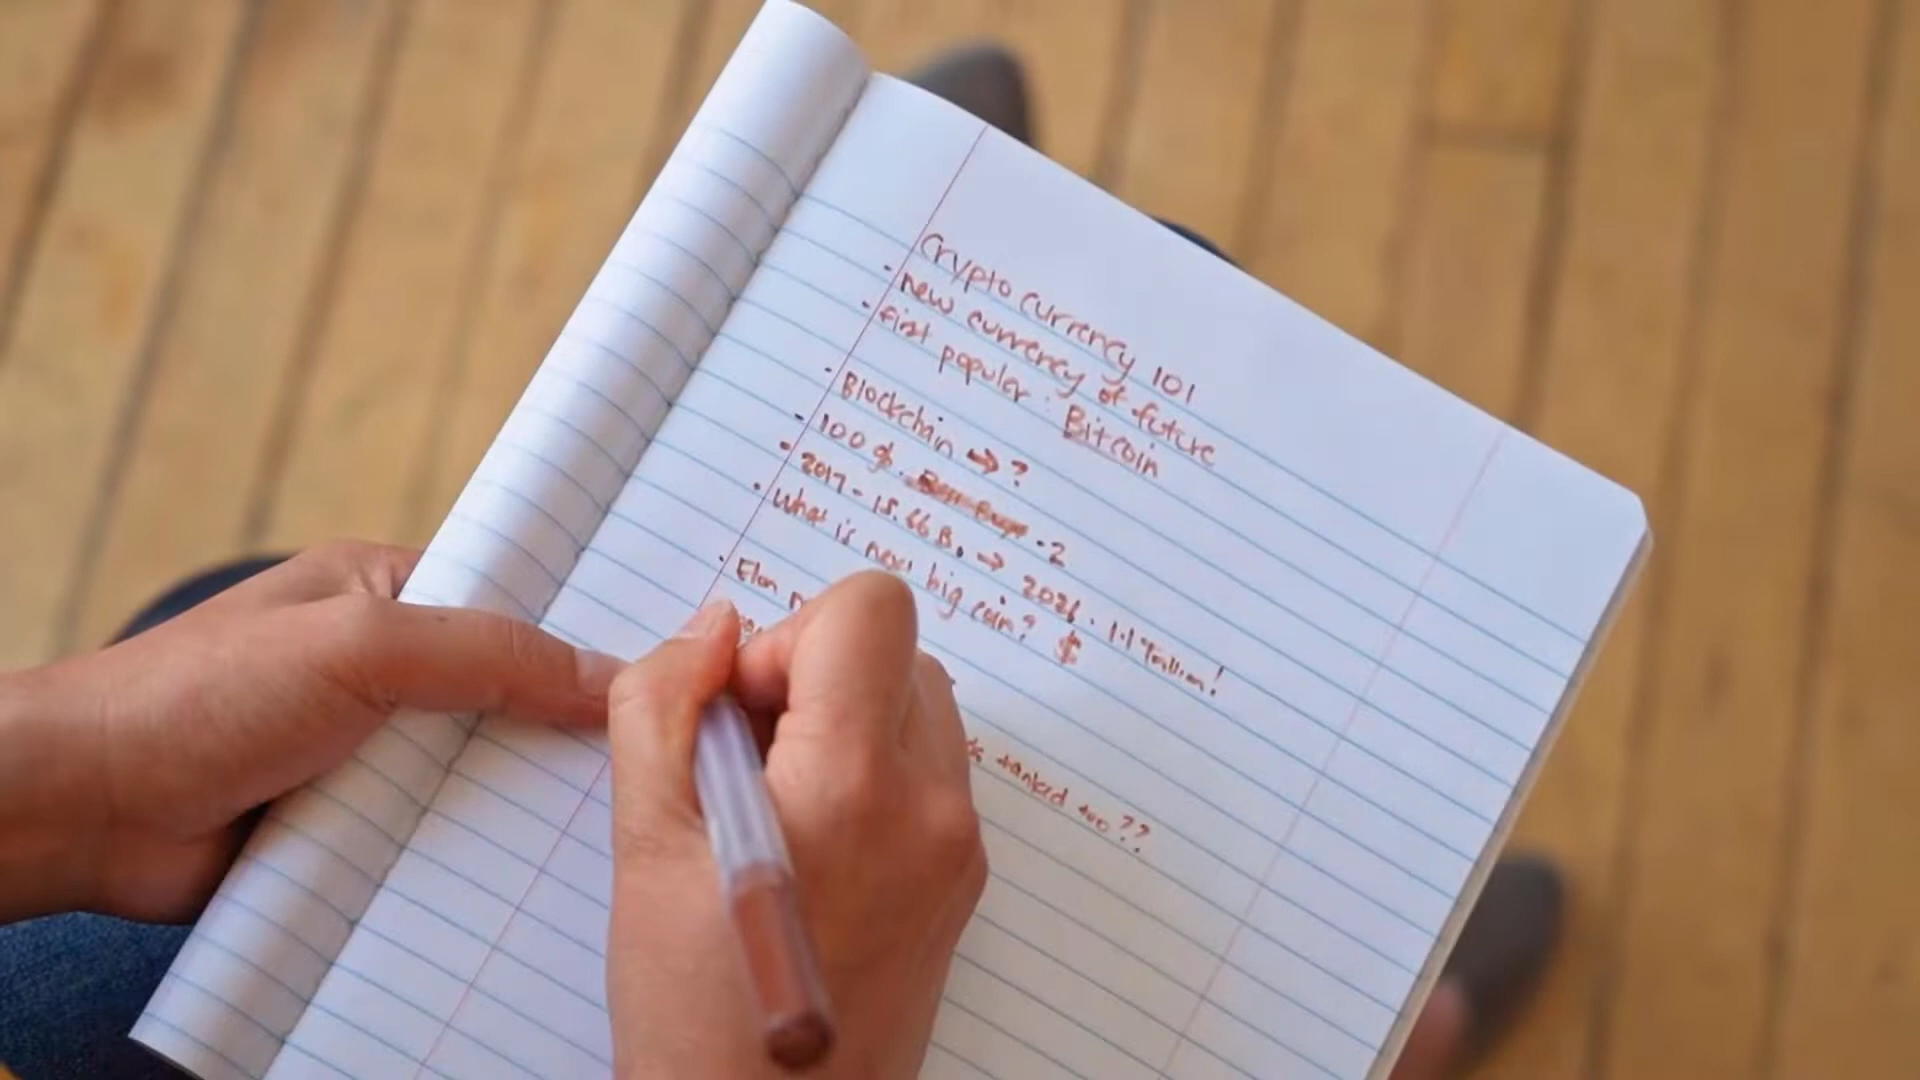 Crypto currency 101
· new currency of future
· first popular : Bitcoin
· Blockchain → ?
- 100 $. · 2
· 2017 - 15.66 B. → 2021. 1.1 Trillion!
· What is next big coin? $
· Elon
tanked too ??